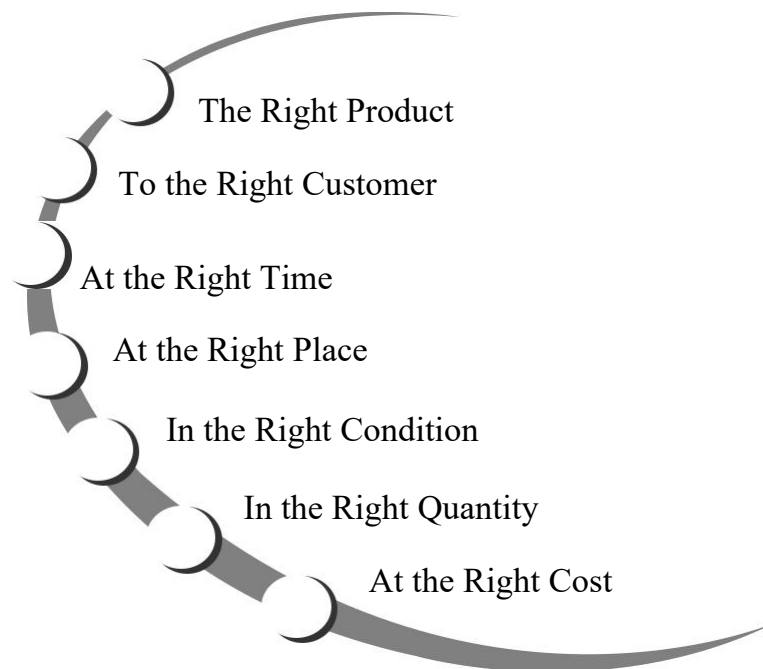 The Right Product
To the Right Customer
At the Right Time
At the Right Place
In the Right Condition
In the Right Quantity
At the Right Cost